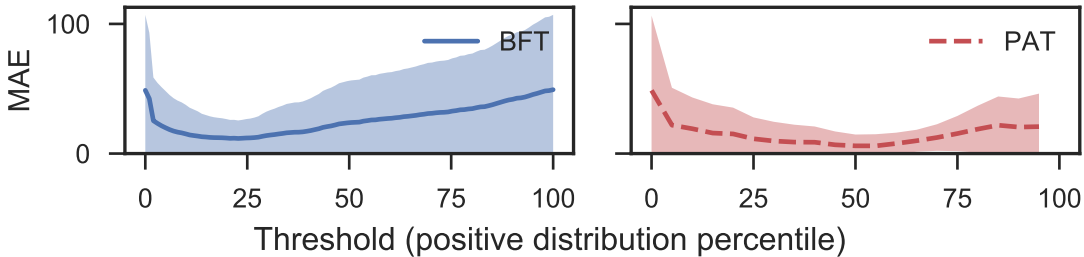 MAE
100
0
BFT
PAT
0 25 50 75 100
0 25 50 75 100
Threshold (positive distribution percentile)